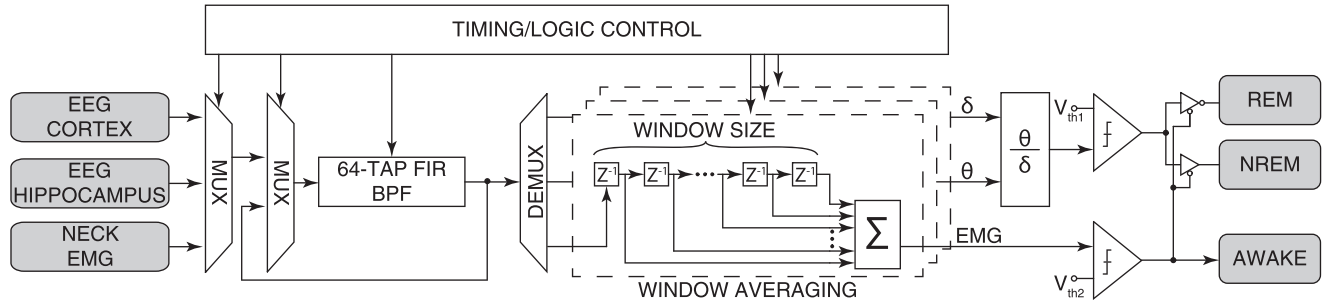 TIMING/LOGIC CONTROL
EEG
CORTEX
EEG
HIPPOCAMPUS
NECK
EMG
MUX
MUX
64-TAP FIR
BPF
DEMUX
WINDOW SIZE
Z⁻¹ Z⁻¹ Z⁻¹ Z⁻¹
Σ
WINDOW AVERAGING
δ
θ
EMG
θ
δ
Vth1
Vth2
REM
NREM
AWAKE